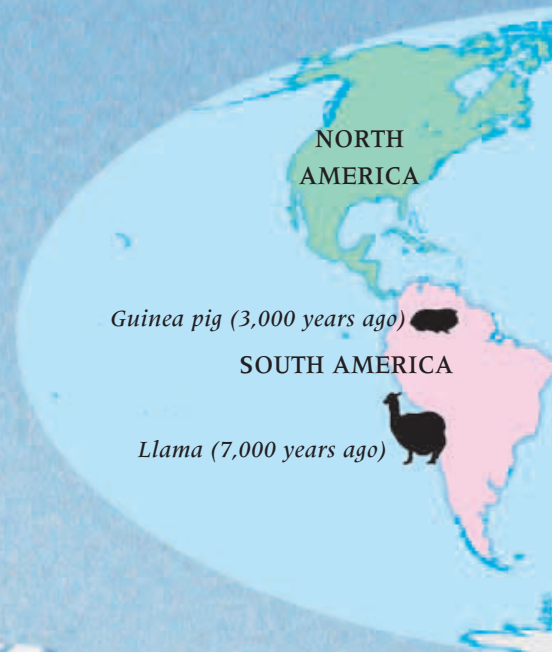 NORTH
AMERICA
Guinea pig (3,000 years ago)
SOUTH AMERICA
Llama (7,000 years ago)